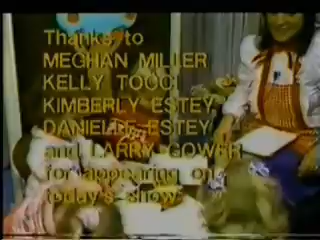 Thanks to
MEGHAN MILLER
KELLY TOCCI
KIMBERLY ESTEY
DANIELLE ESTEY
and LARRY GOWER
for appearing on
today's show